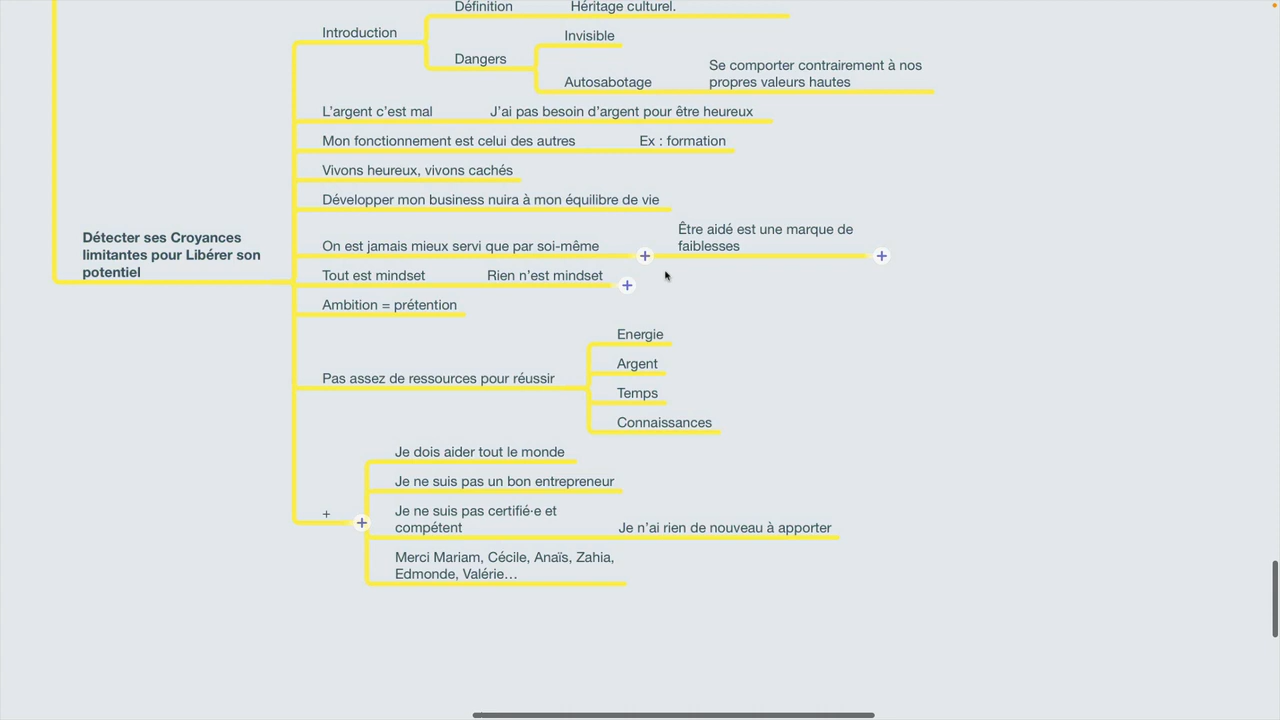 Définition
Héritage culturel.
Introduction
Dangers
Invisible
Autosabotage
Se comporter contrairement à nos
propres valeurs hautes
L’argent c’est mal
J’ai pas besoin d’argent pour être heureux
Mon fonctionnement est celui des autres
Ex : formation
Vivons heureux, vivons cachés
Développer mon business nuira à mon équilibre de vie
Détecter ses Croyances
limitantes pour Libérer son
potentiel
On est jamais mieux servi que par soi-même
Être aidé est une marque de
faiblesses
Tout est mindset
Rien n’est mindset
Ambition = prétention
Pas assez de ressources pour réussir
Energie
Argent
Temps
Connaissances
+
Je dois aider tout le monde
Je ne suis pas un bon entrepreneur
Je ne suis pas certifié·e et
compétent
Je n’ai rien de nouveau à apporter
Merci Mariam, Cécile, Anaïs, Zahia,
Edmonde, Valérie…